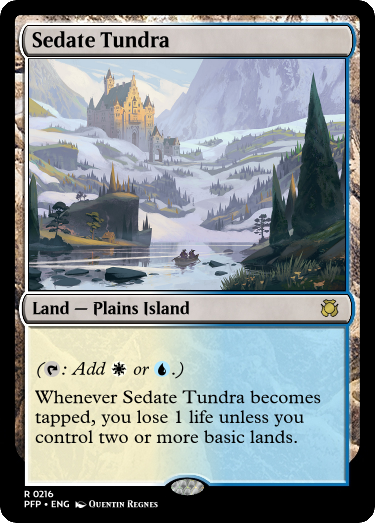 Sedate Tundra
Land — Plains Island
(: Add or .)
Whenever Sedate Tundra becomes
tapped, you lose 1 life unless you
control two or more basic lands.
R 0216
PFP • ENG Quentin Regnes